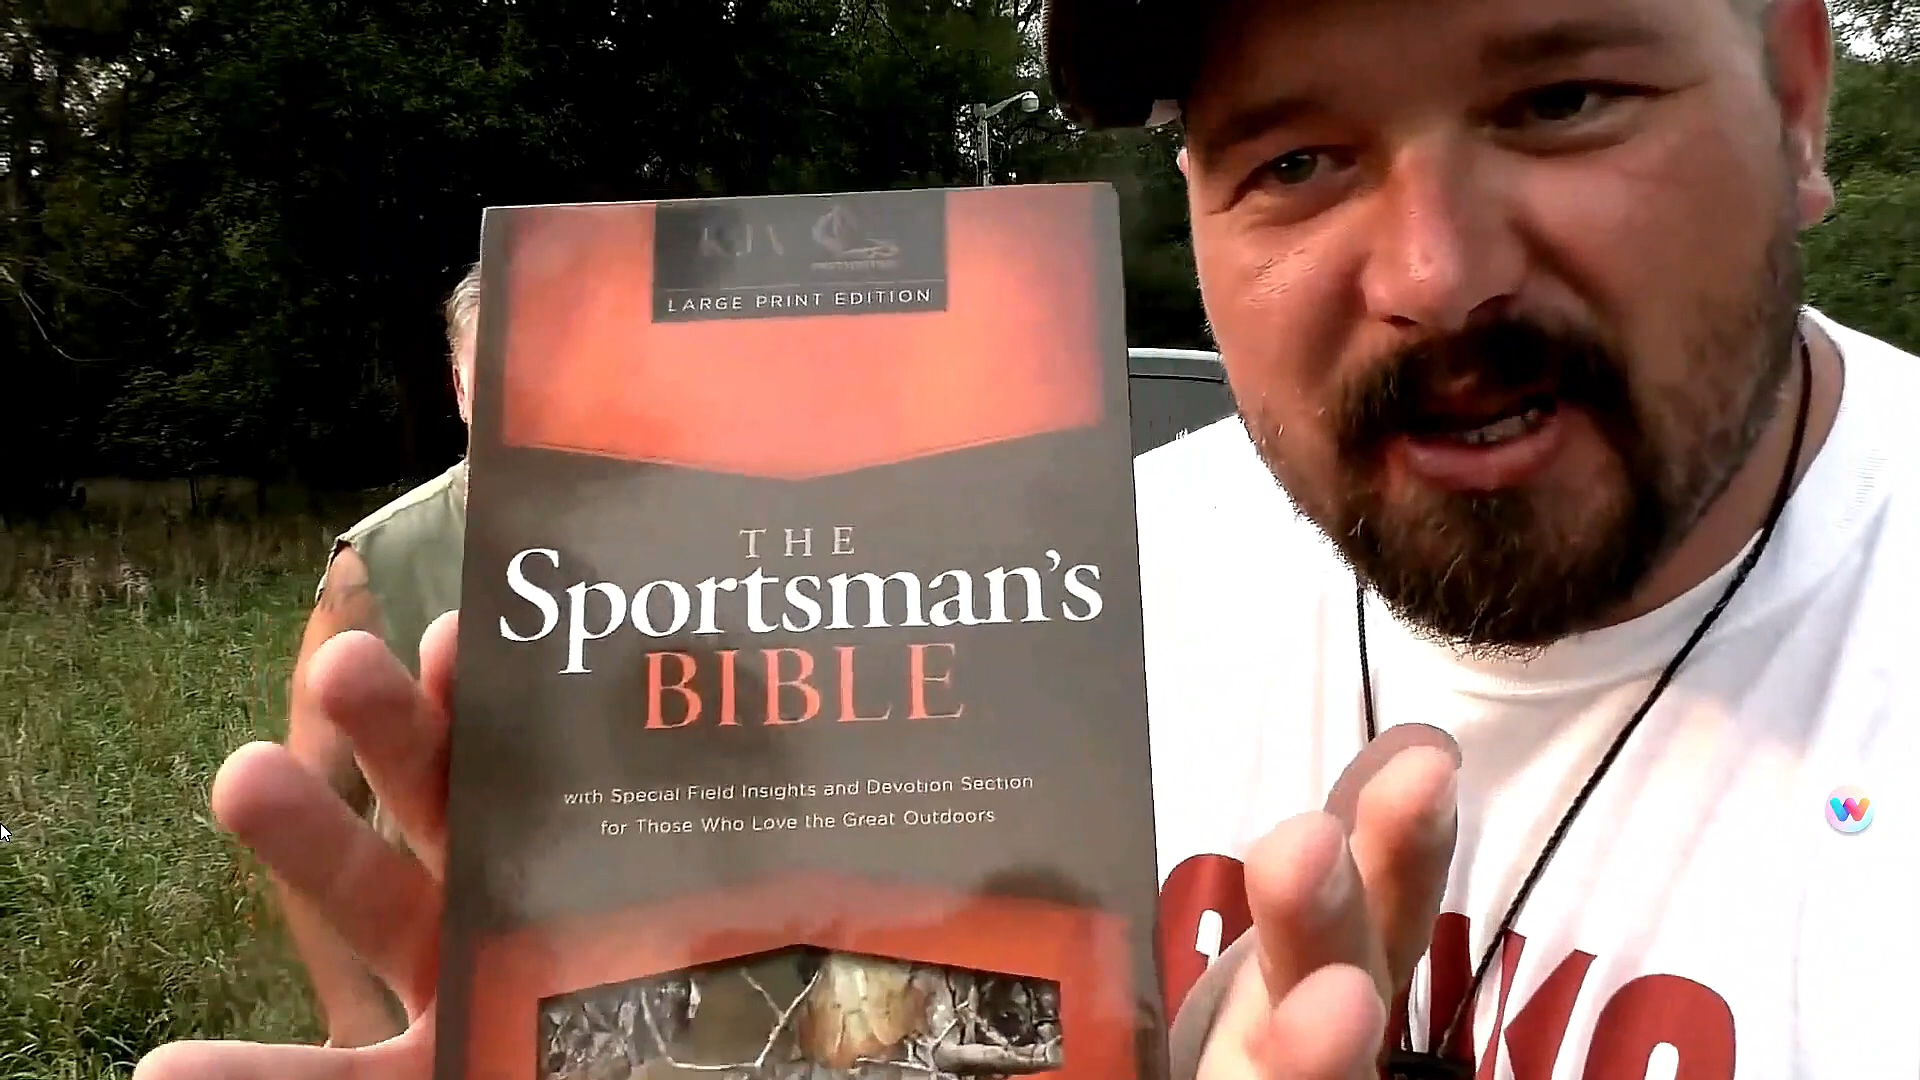 KJV
LARGE PRINT EDITION
THE
Sportsman's
BIBLE
with Special Field Insights and Devotion Section
for Those Who Love the Great Outdoors